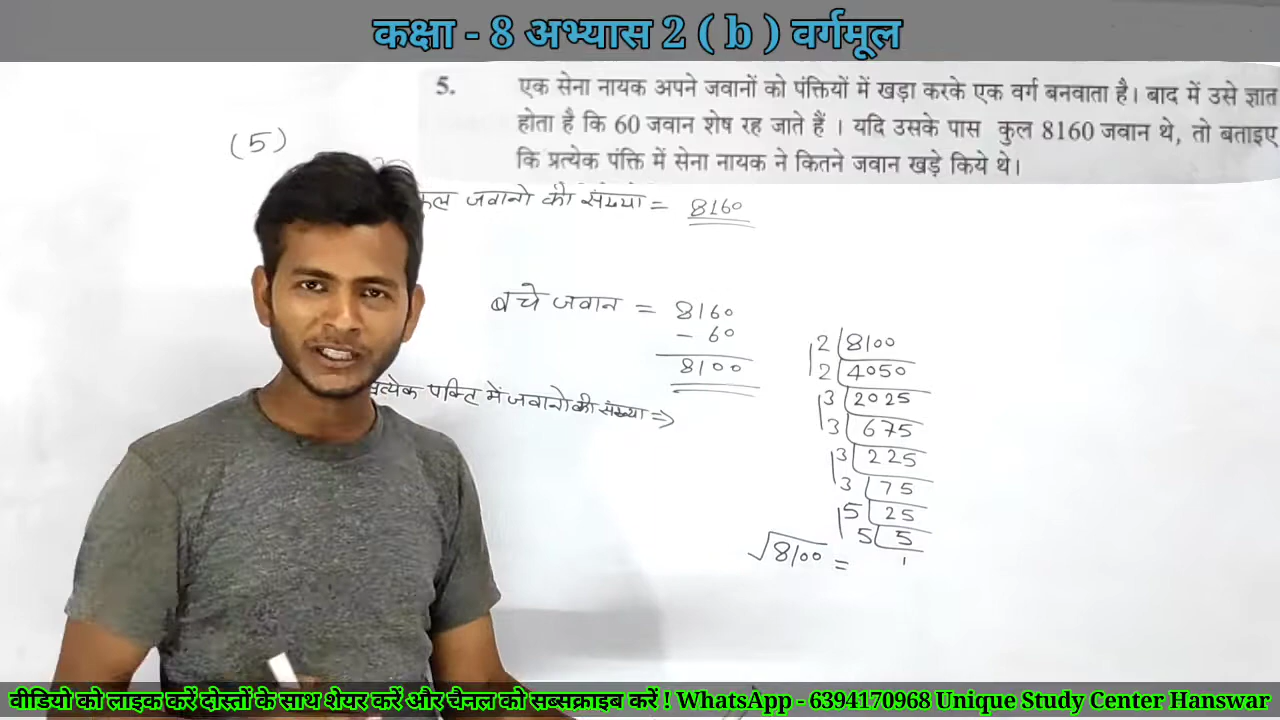 कक्षा - 8 अभ्यास 2 ( b ) वर्गमूल
5. एक सेना नायक अपने जवानों को पंक्तियों में खड़ा करके एक वर्ग बनवाता है। बाद में उसे ज्ञात
होता है कि 60 जवान शेष रह जाते हैं । यदि उसके पास कुल 8160 जवान थे, तो बताइए
कि प्रत्येक पंक्ति में सेना नायक ने कितने जवान खड़े किये थे।
(5)
जवानो की संख्या = 8160
बचे जवान = 8160
- 60
8100
प्रत्येक पक्ति में जवानो की संख्या ⇒
2 8100
2 4050
3 2025
3 675
3 225
3 75
5 25
5 5
1
√8100 =
वीडियो को लाइक करें दोस्तों के साथ शेयर करें और चैनल को सब्सक्राइब करें ! WhatsApp - 6394170968 Unique Study Center Hanswar